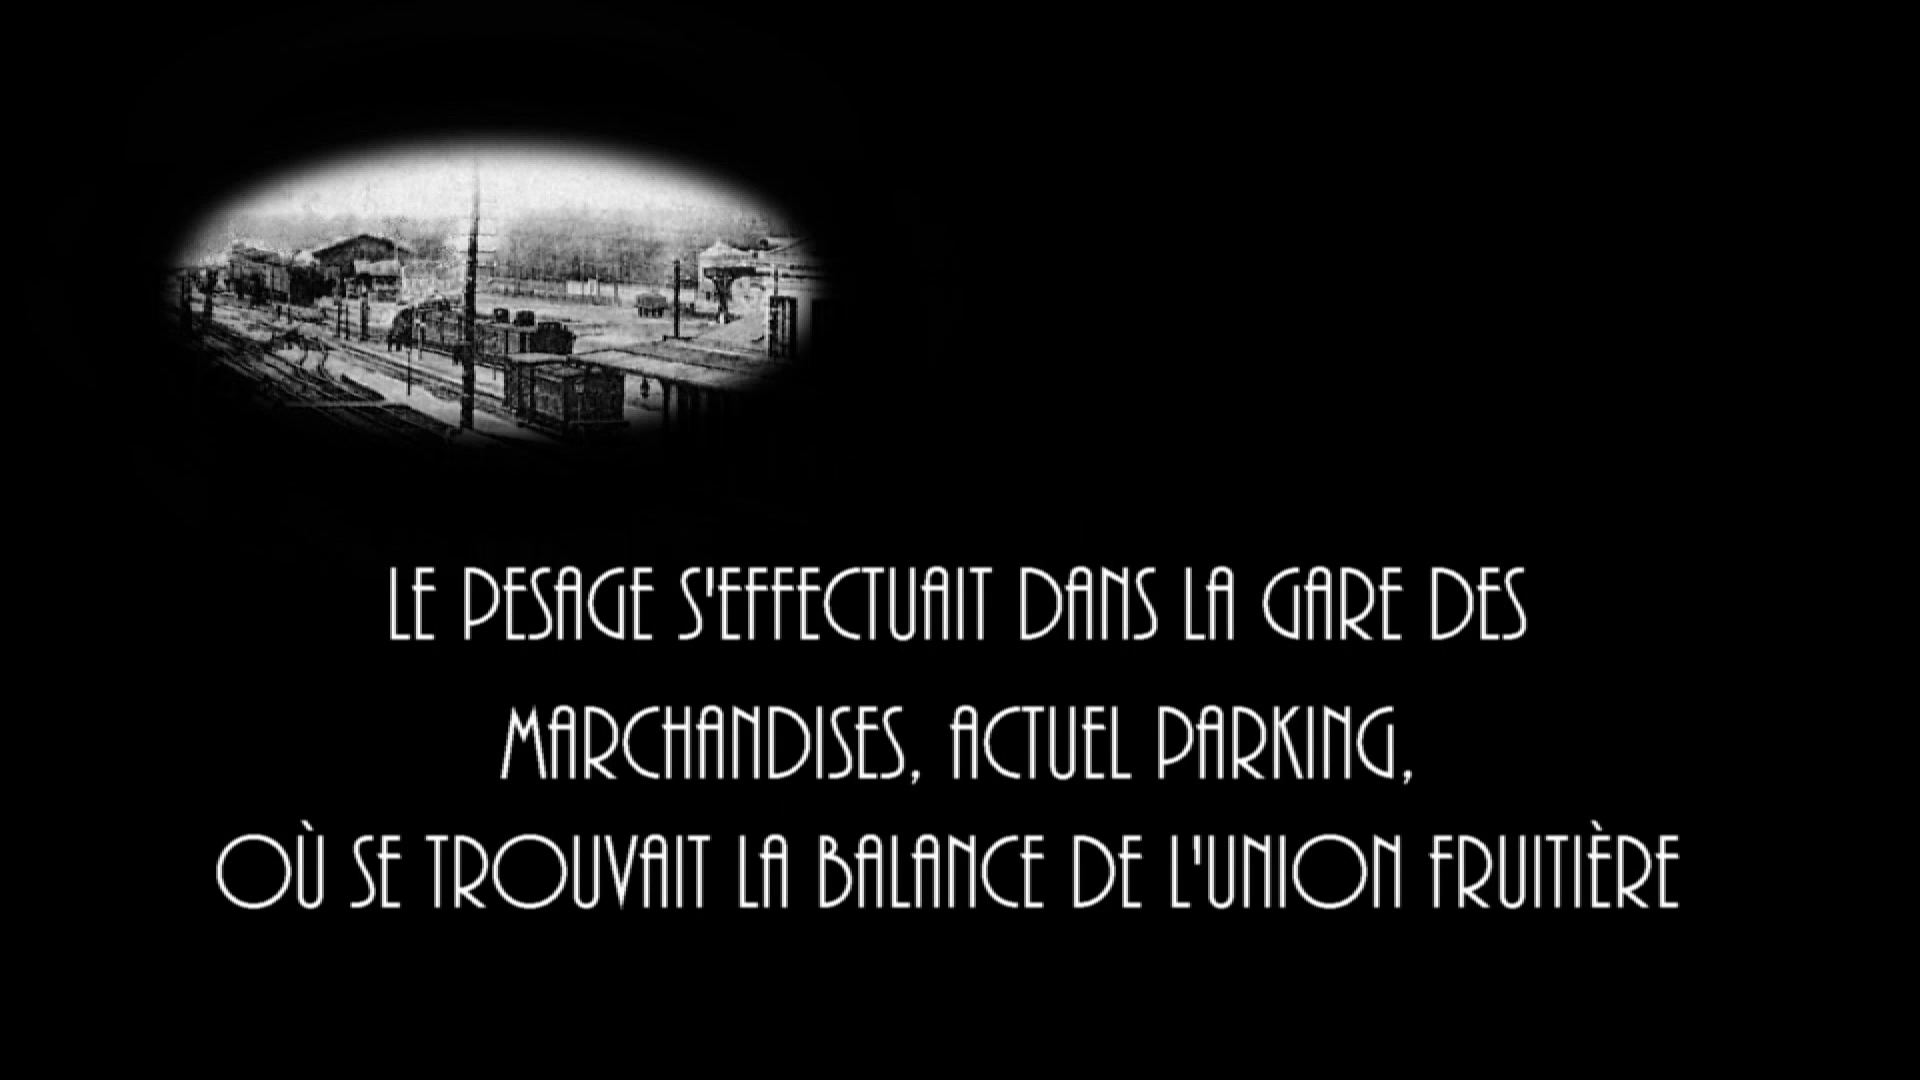 LE PESAGE S'EFFECTUAIT DANS LA GARE DES
MARCHANDISES, ACTUEL PARKING,
OÙ SE TROUVAIT LA BALANCE DE L'UNION FRUITIÈRE